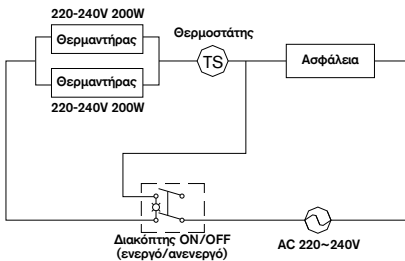 220-240V 200W
Θερμαντήρας
Θερμοστάτης
Θερμαντήρας
TS
Ασφάλεια
220-240V 200W
Διακόπτης ON/OFF
(ενεργό/ανενεργό)
AC 220~240V